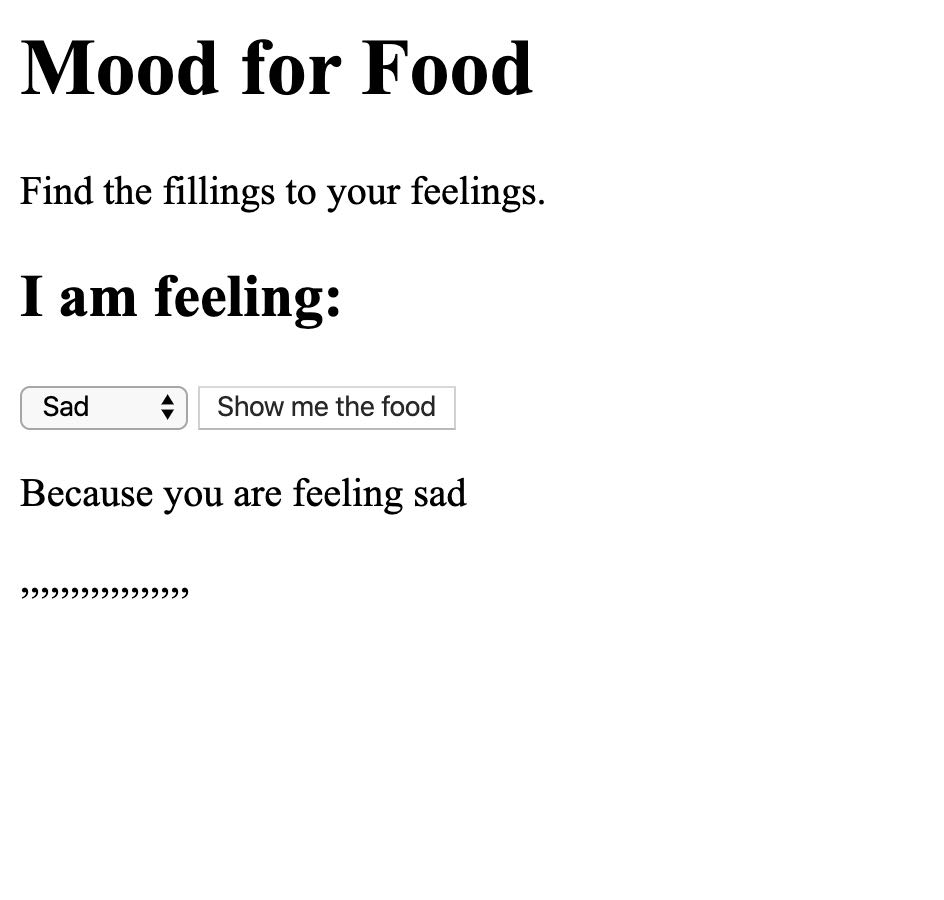 Mood for Food
Find the fillings to your feelings.
I am feeling:
Sad Show me the food
Because you are feeling sad
,,,,,,,,,,,,,,,,,